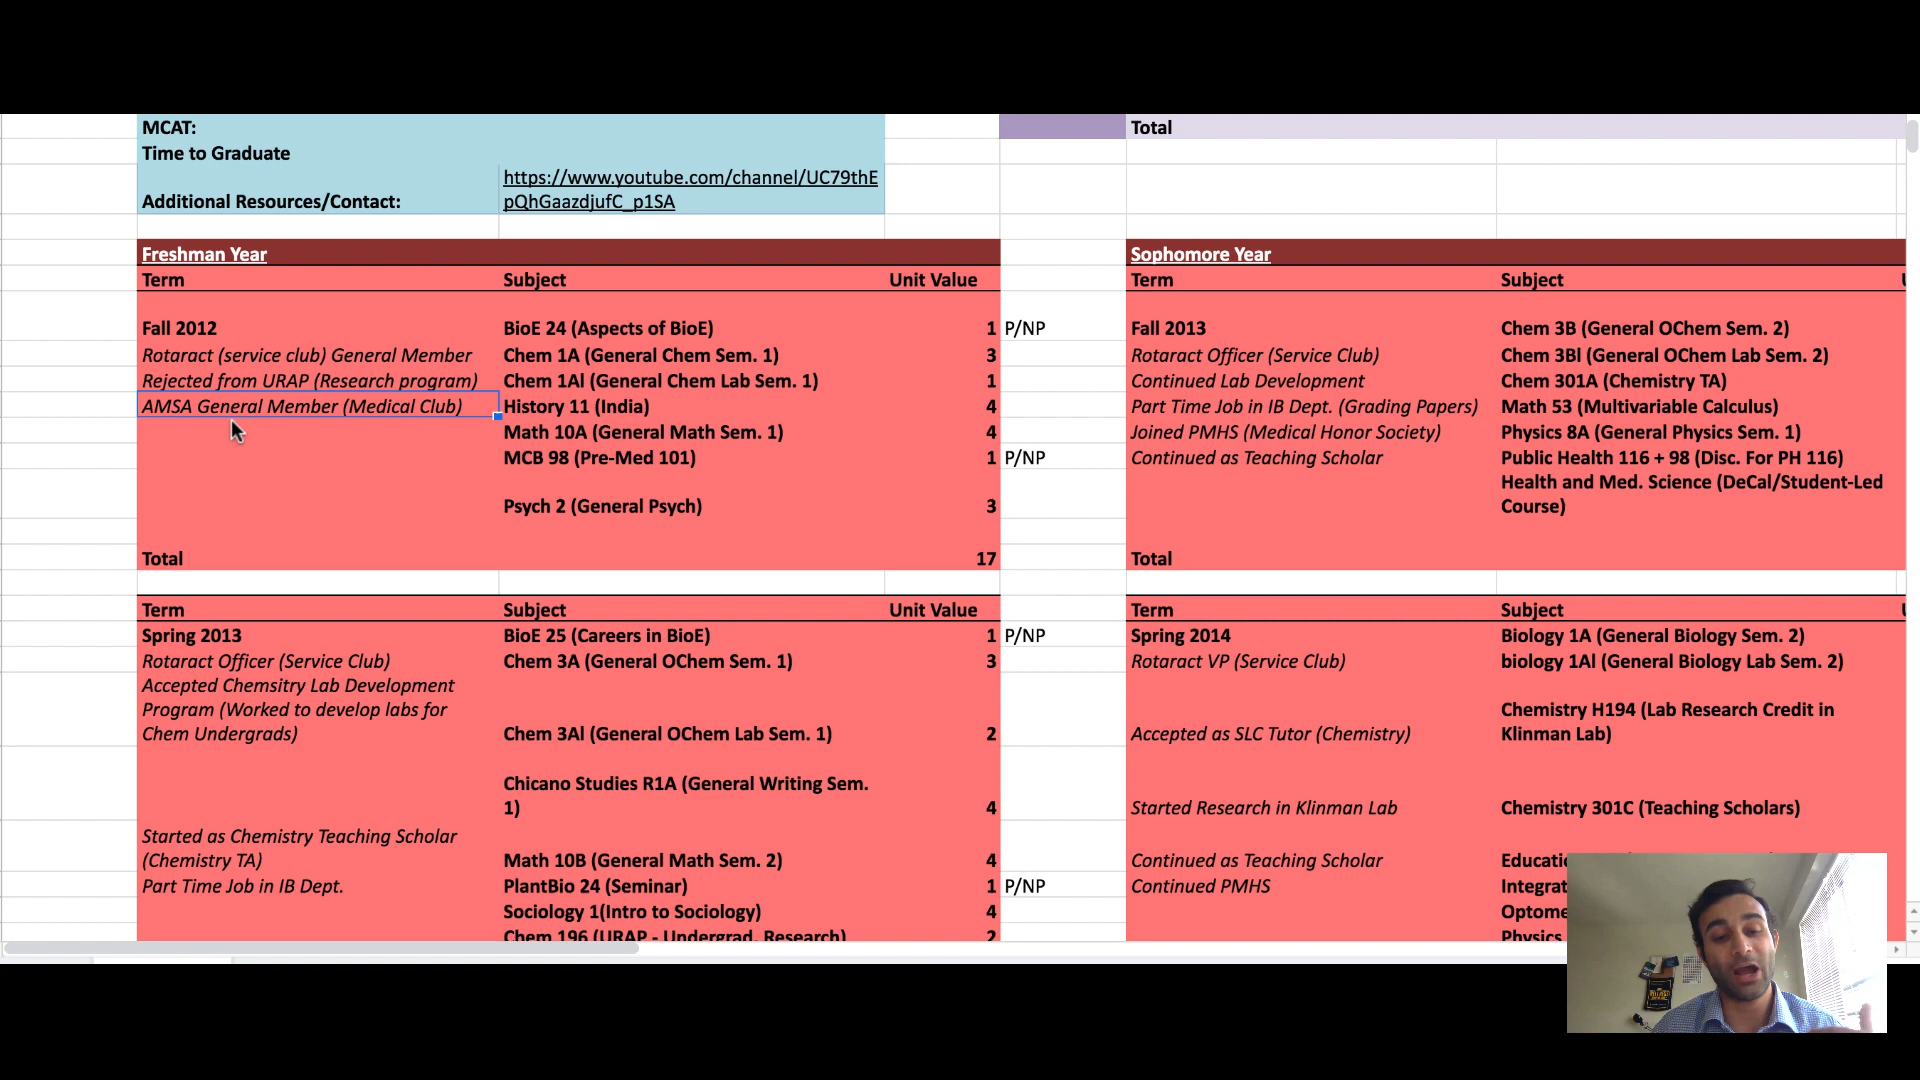 MCAT:
Time to Graduate
Additional Resources/Contact:
https://www.youtube.com/channel/UC79thE
pQhGaazdjufC_p1SA
Total
Freshman Year
Term Subject Unit Value
Fall 2012 BioE 24 (Aspects of BioE) 1 P/NP
Rotaract (service club) General Member Chem 1A (General Chem Sem. 1) 3
Rejected from URAP (Research program) Chem 1Al (General Chem Lab Sem. 1) 1
AMSA General Member (Medical Club) History 11 (India) 4
Math 10A (General Math Sem. 1) 4
MCB 98 (Pre-Med 101) 1 P/NP
Psych 2 (General Psych) 3
Total 17
Term Subject Unit Value
Spring 2013 BioE 25 (Careers in BioE) 1 P/NP
Rotaract Officer (Service Club) Chem 3A (General OChem Sem. 1) 3
Accepted Chemsitry Lab Development
Program (Worked to develop labs for
Chem Undergrads) Chem 3Al (General OChem Lab Sem. 1) 2
Chicano Studies R1A (General Writing Sem.
1) 4
Started as Chemistry Teaching Scholar
(Chemistry TA) Math 10B (General Math Sem. 2) 4
Part Time Job in IB Dept. PlantBio 24 (Seminar) 1 P/NP
Sociology 1(Intro to Sociology) 4
Chem 196 (URAP - Undergrad. Research) 2
Sophomore Year
Term Subject
Fall 2013 Chem 3B (General OChem Sem. 2)
Rotaract Officer (Service Club) Chem 3Bl (General OChem Lab Sem. 2)
Continued Lab Development Chem 301A (Chemistry TA)
Part Time Job in IB Dept. (Grading Papers) Math 53 (Multivariable Calculus)
Joined PMHS (Medical Honor Society) Physics 8A (General Physics Sem. 1)
Continued as Teaching Scholar Public Health 116 + 98 (Disc. For PH 116)
Health and Med. Science (DeCal/Student-Led
Course)
Total
Term Subject
Spring 2014 Biology 1A (General Biology Sem. 2)
Rotaract VP (Service Club) biology 1Al (General Biology Lab Sem. 2)
Chemistry H194 (Lab Research Credit in
Accepted as SLC Tutor (Chemistry) Klinman Lab)
Started Research in Klinman Lab Chemistry 301C (Teaching Scholars)
Continued as Teaching Scholar Educatio
Continued PMHS Integrat
Optome
Physics